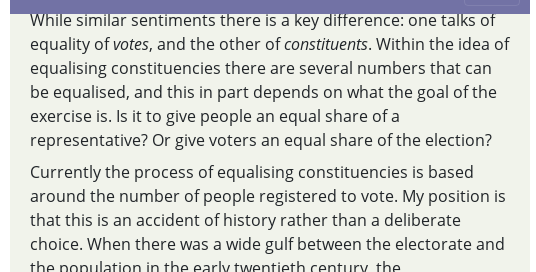 While similar sentiments there is a key difference: one talks of
equality of votes, and the other of constituents. Within the idea of
equalising constituencies there are several numbers that can
be equalised, and this in part depends on what the goal of the
exercise is. Is it to give people an equal share of a
representative? Or give voters an equal share of the election?
Currently the process of equalising constituencies is based
around the number of people registered to vote. My position is
that this is an accident of history rather than a deliberate
choice. When there was a wide gulf between the electorate and
the population in the early twentieth century, the